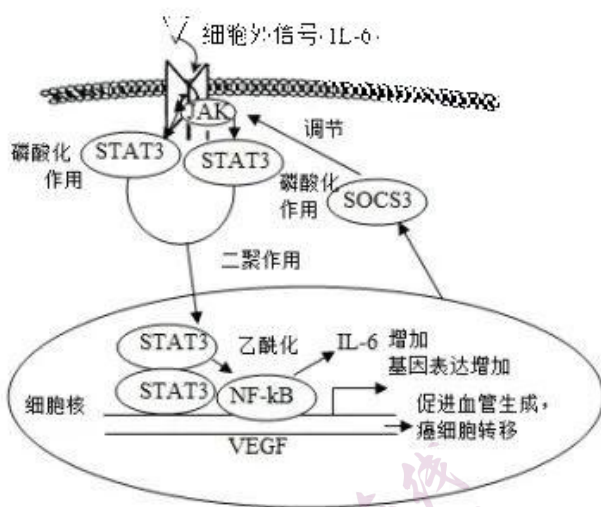 细胞外信号 IL-6
JAK
调节
磷酸化
作用
STAT3
STAT3
磷酸化
作用
SOCS3
二聚作用
STAT3
乙酰化
IL-6 增加
基因表达增加
STAT3
NF-kB
细胞核
促进血管生成,
癌细胞转移
VEGF